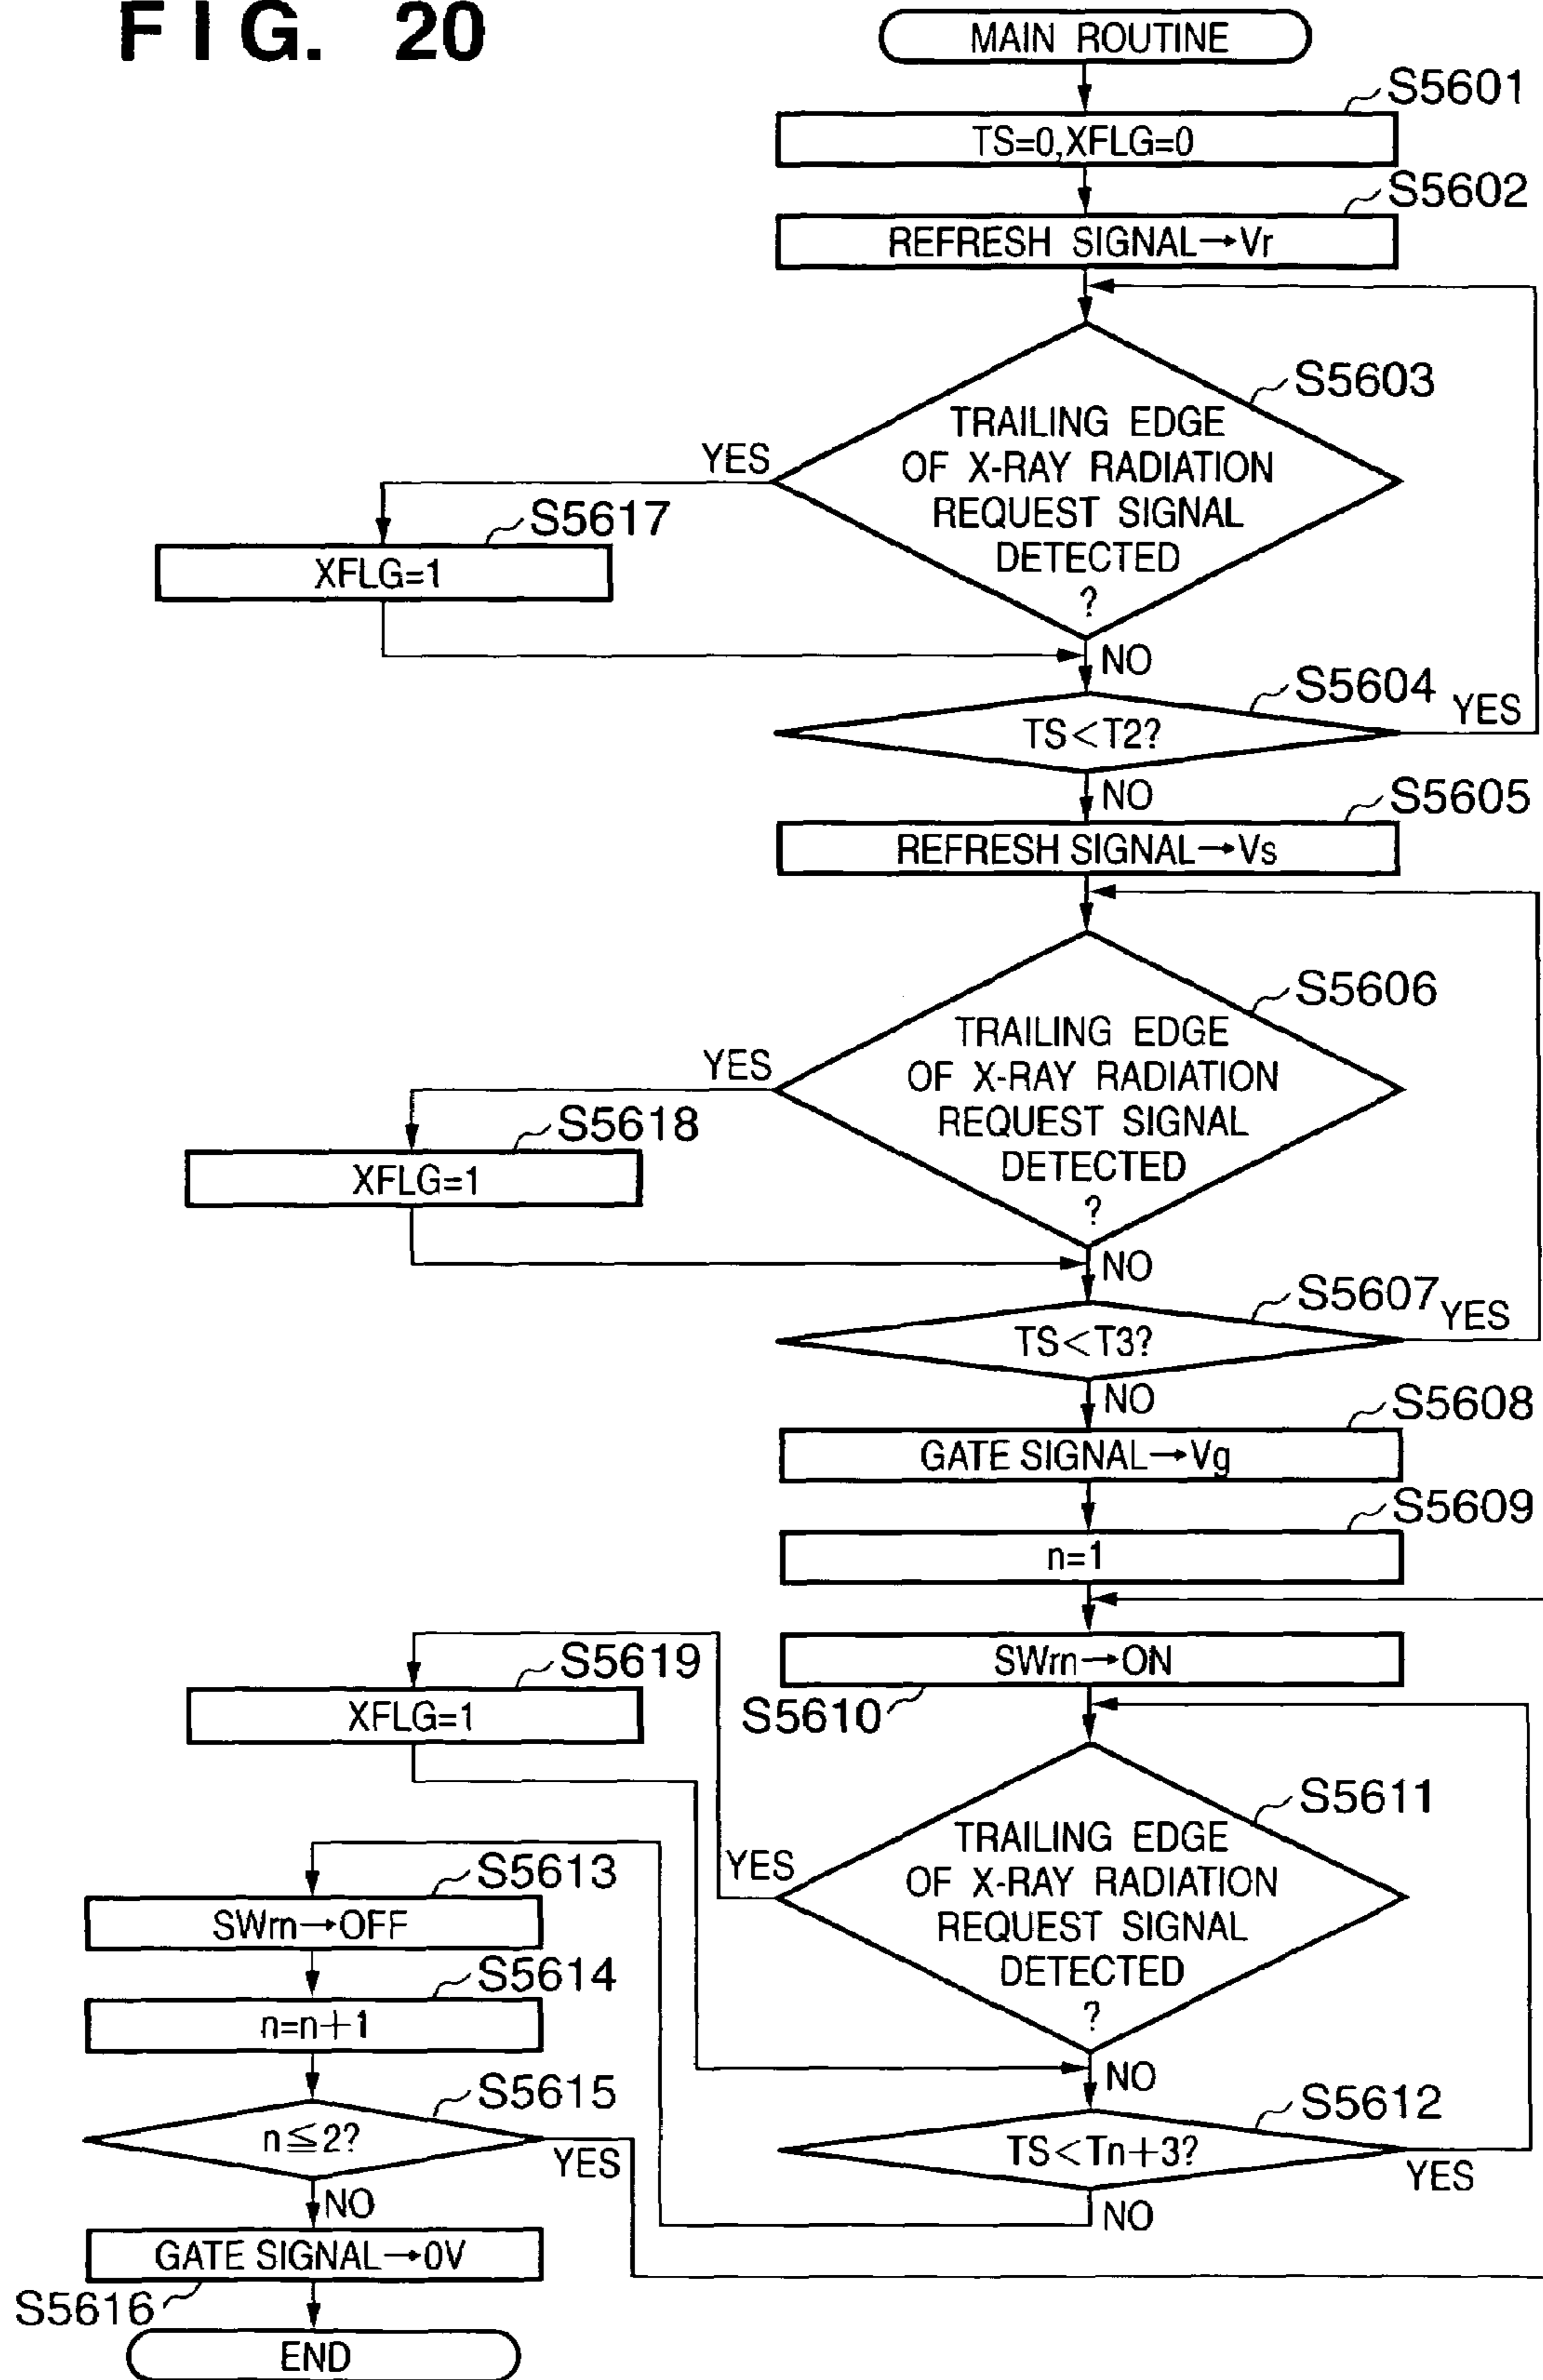 FIG. 20
MAIN ROUTINE
S5601
TS=0,XFLG=0
S5602
REFRESH SIGNAL→Vr
S5603
TRAILING EDGE
OF X-RAY RADIATION
REQUEST SIGNAL
DETECTED
?
YES
S5617
XFLG=1
NO
S5604
TS<T2?
YES
NO
S5605
REFRESH SIGNAL→Vs
S5606
TRAILING EDGE
OF X-RAY RADIATION
REQUEST SIGNAL
DETECTED
?
YES
S5618
XFLG=1
NO
S5607
TS<T3?
YES
NO
S5608
GATE SIGNAL→Vg
S5609
n=1
SWrn→ON
S5610
S5619
XFLG=1
S5611
TRAILING EDGE
OF X-RAY RADIATION
REQUEST SIGNAL
DETECTED
?
YES
NO
S5612
TS<Tn+3?
YES
NO
S5613
SWrn→OFF
S5614
n=n+1
S5615
n≦2?
YES
NO
GATE SIGNAL→0V
S5616
END